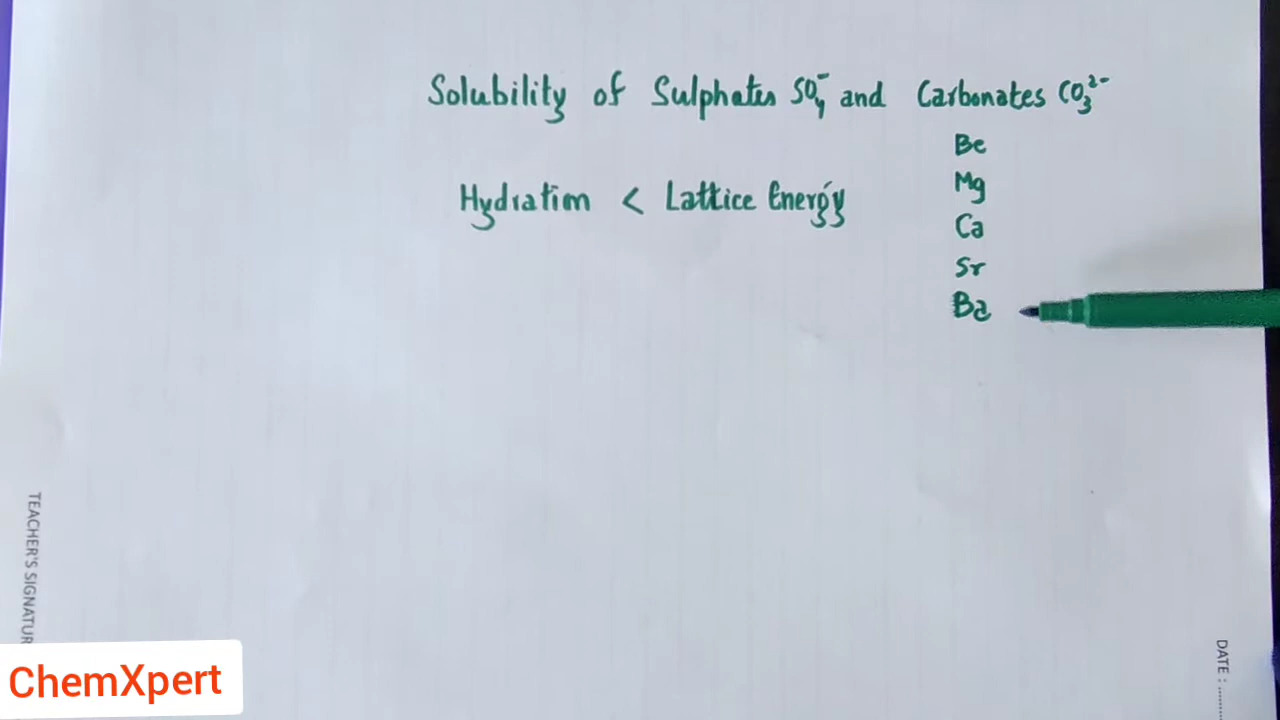 Solubility of Sulphates SO₄⁻ and Carbonates CO₃²⁻
Be
Hydration < Lattice Energy
Mg
Ca
Sr
Ba
TEACHER'S SIGNATUR
DATE : ........
ChemXpert